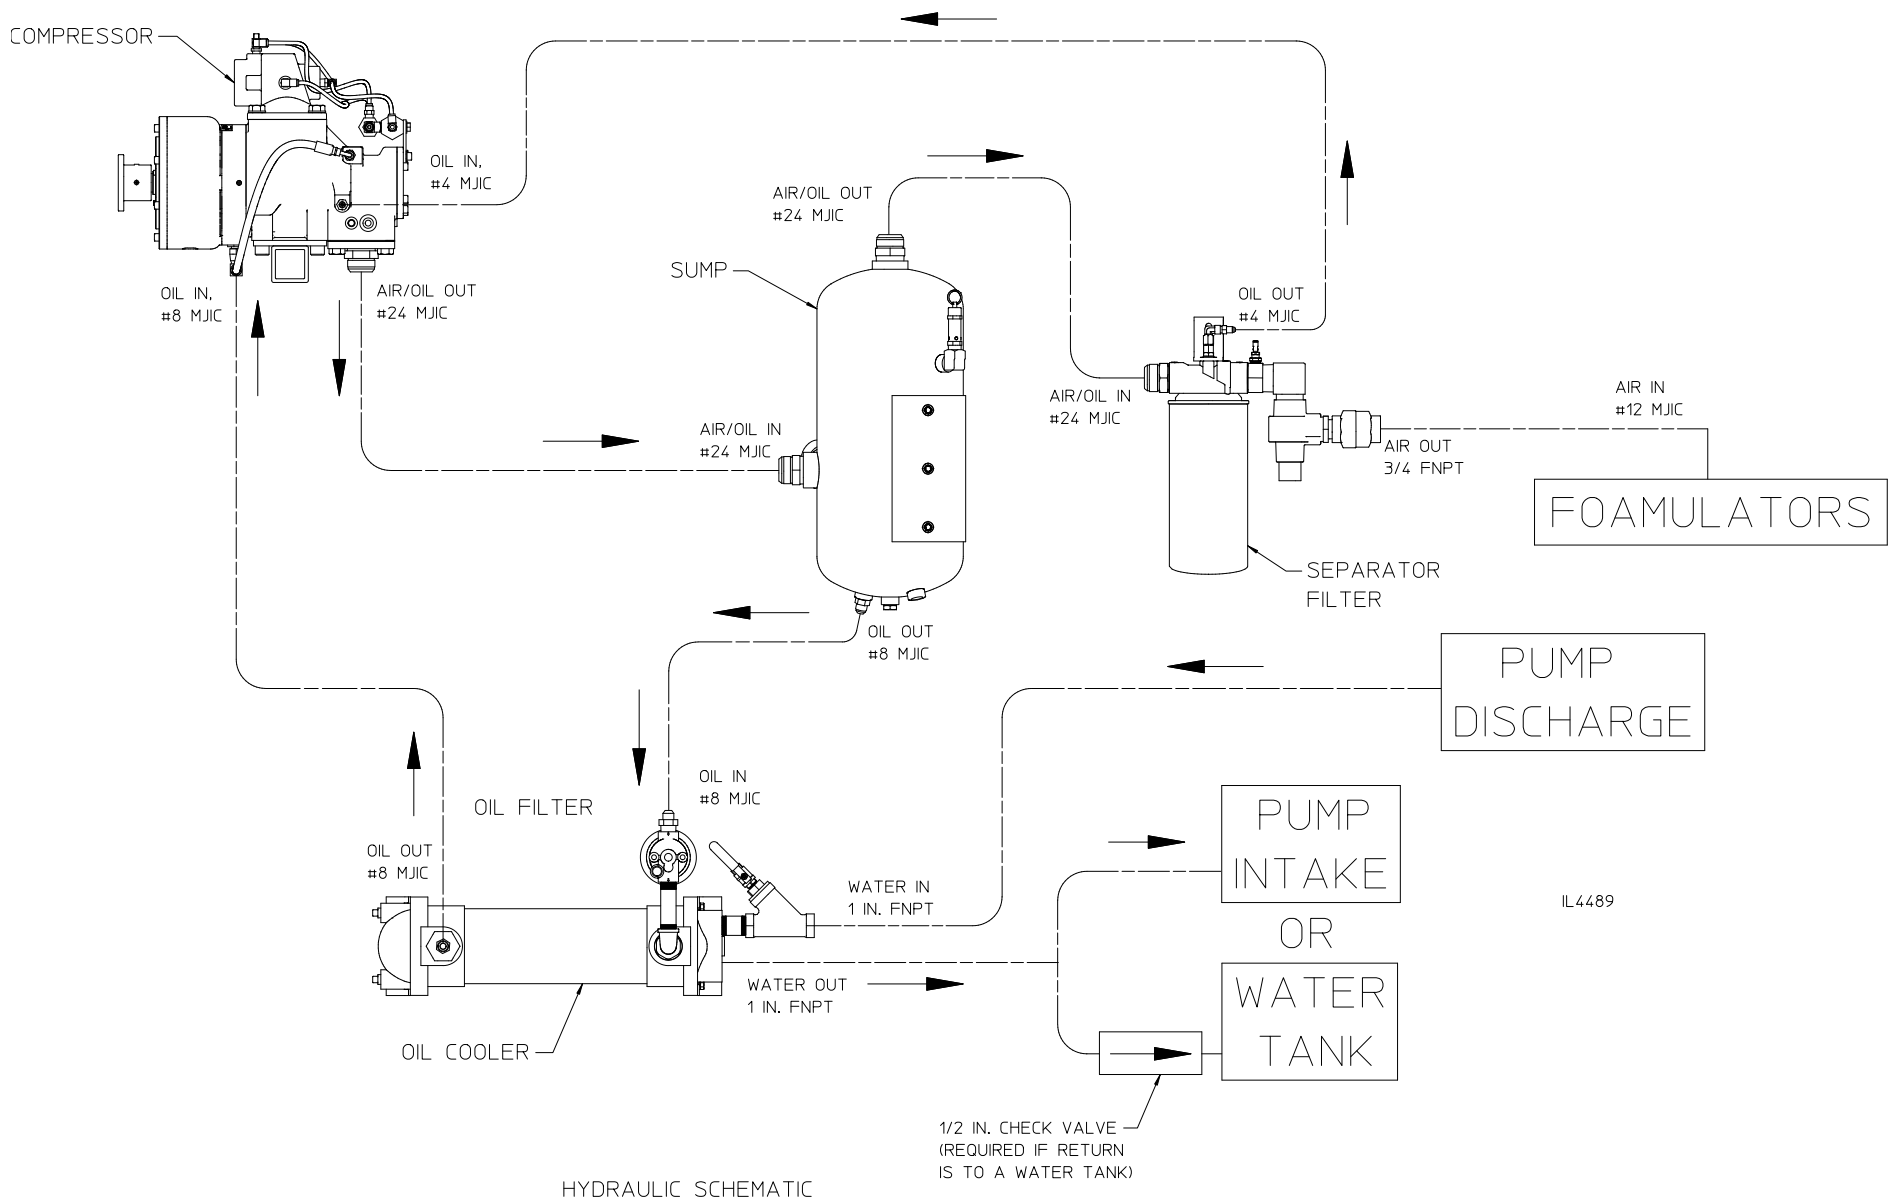 COMPRESSOR
OIL IN,
#4 MJIC
AIR/OIL OUT
#24 MJIC
SUMP
OIL IN,
#8 MJIC
AIR/OIL OUT
#24 MJIC
OIL OUT
#4 MJIC
AIR/OIL IN
#24 MJIC
AIR IN
#12 MJIC
AIR/OIL IN
#24 MJIC
AIR OUT
3/4 FNPT
FOAMULATORS
SEPARATOR
FILTER
OIL OUT
#8 MJIC
PUMP
DISCHARGE
OIL IN
#8 MJIC
OIL FILTER
OIL OUT
#8 MJIC
PUMP
INTAKE
OR
WATER
TANK
WATER IN
1 IN. FNPT
IL4489
WATER OUT
1 IN. FNPT
OIL COOLER
1/2 IN. CHECK VALVE
(REQUIRED IF RETURN
IS TO A WATER TANK)
HYDRAULIC SCHEMATIC